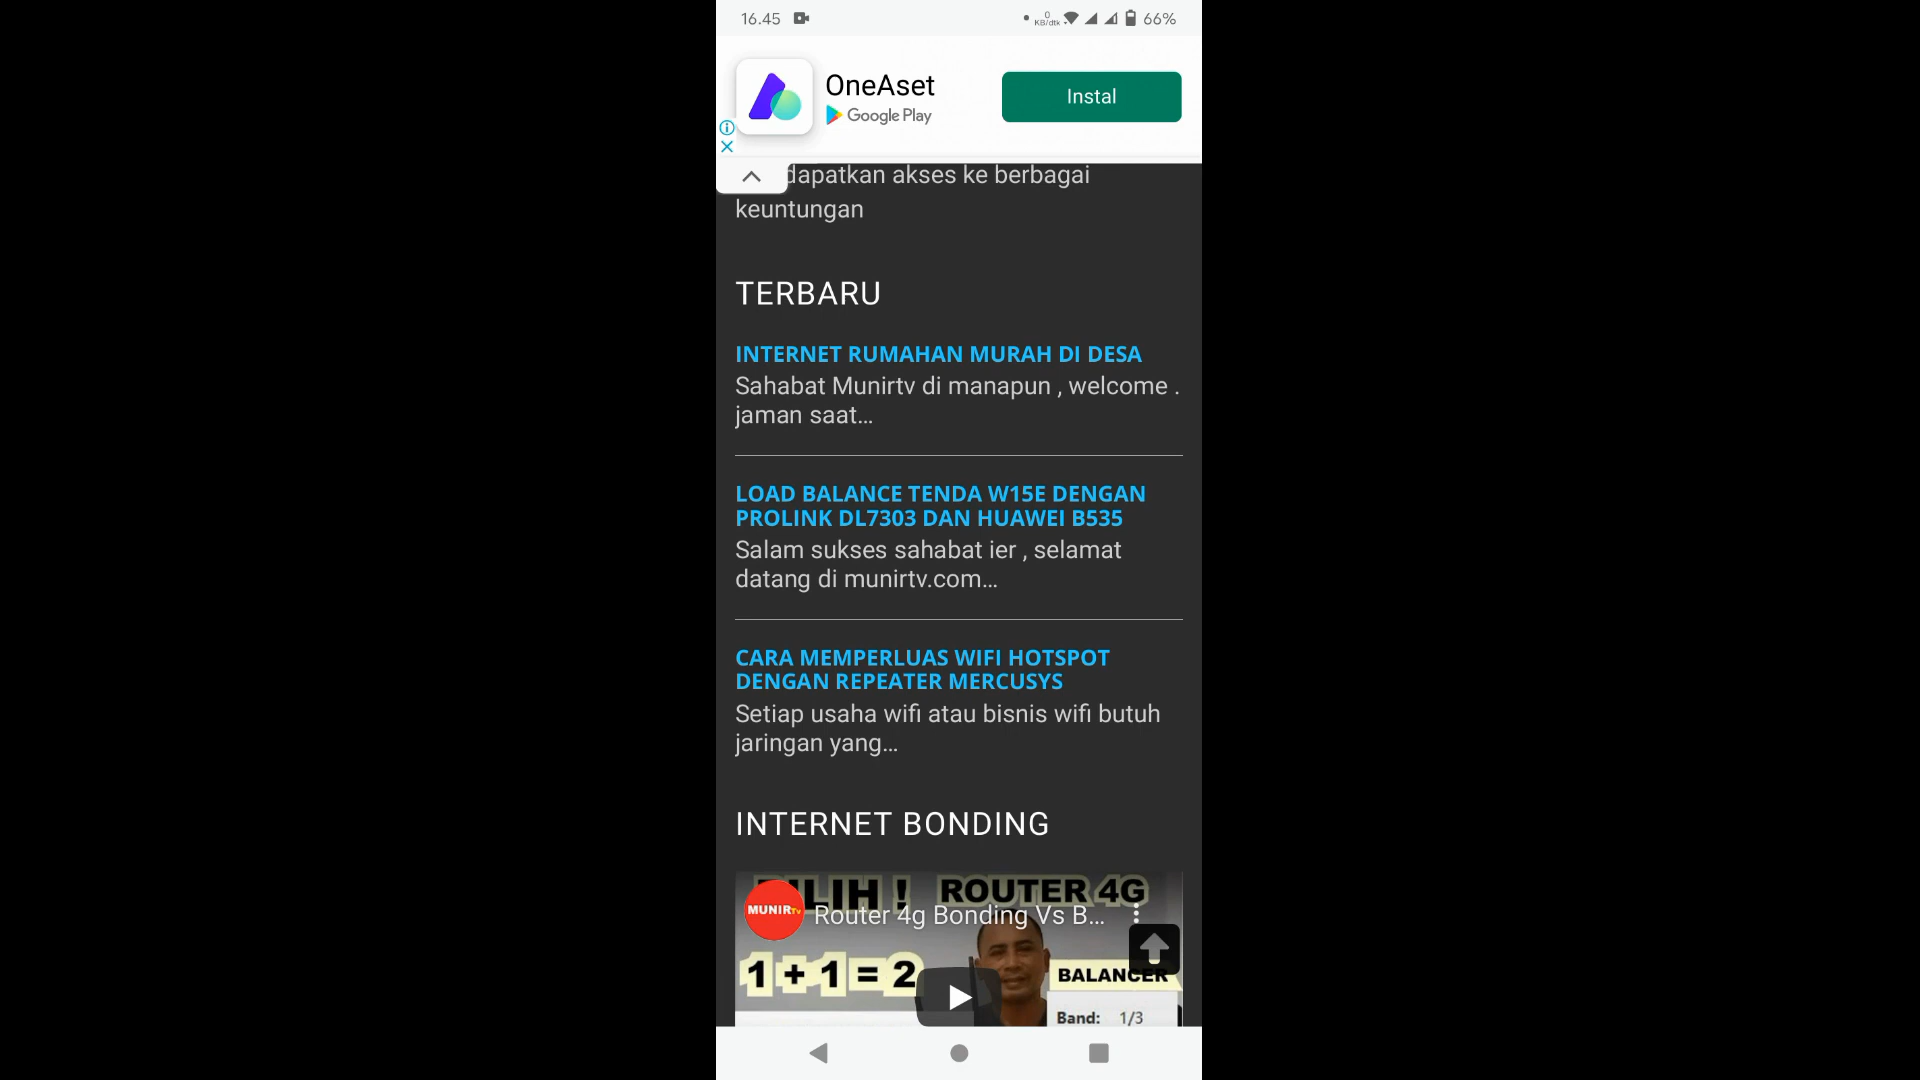 16.45
0
KB/dtk
66%
OneAset
Instal
Google Play
dapatkan akses ke berbagai
keuntungan
TERBARU
INTERNET RUMAHAN MURAH DI DESA
Sahabat Munirtv di manapun , welcome .
jaman saat...
LOAD BALANCE TENDA W15E DENGAN
PROLINK DL7303 DAN HUAWEI B535
Salam sukses sahabat ier , selamat
datang di munirtv.com...
CARA MEMPERLUAS WIFI HOTSPOT
DENGAN REPEATER MERCUSYS
Setiap usaha wifi atau bisnis wifi butuh
jaringan yang...
INTERNET BONDING
ROUTER 4G
MUNIRTV
Router 4g Bonding Vs B...
1+1=2
BALANCER
Band: 1/3